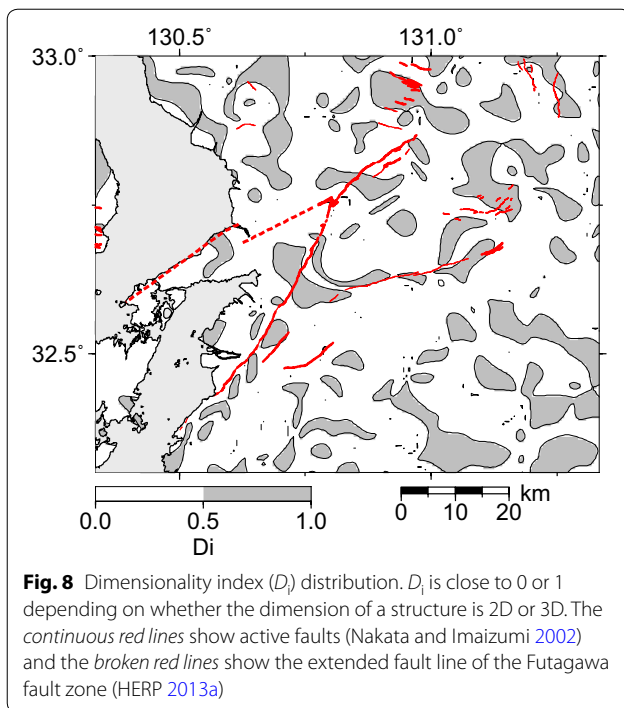 130.5° 131.0°
33.0°
32.5°
0.0 0.5 1.0
Di
km
0 10 20
Fig. 8 Dimensionality index (Di) distribution. Di is close to 0 or 1
depending on whether the dimension of a structure is 2D or 3D. The
continuous red lines show active faults (Nakata and Imaizumi 2002)
and the broken red lines show the extended fault line of the Futagawa
fault zone (HERP 2013a)